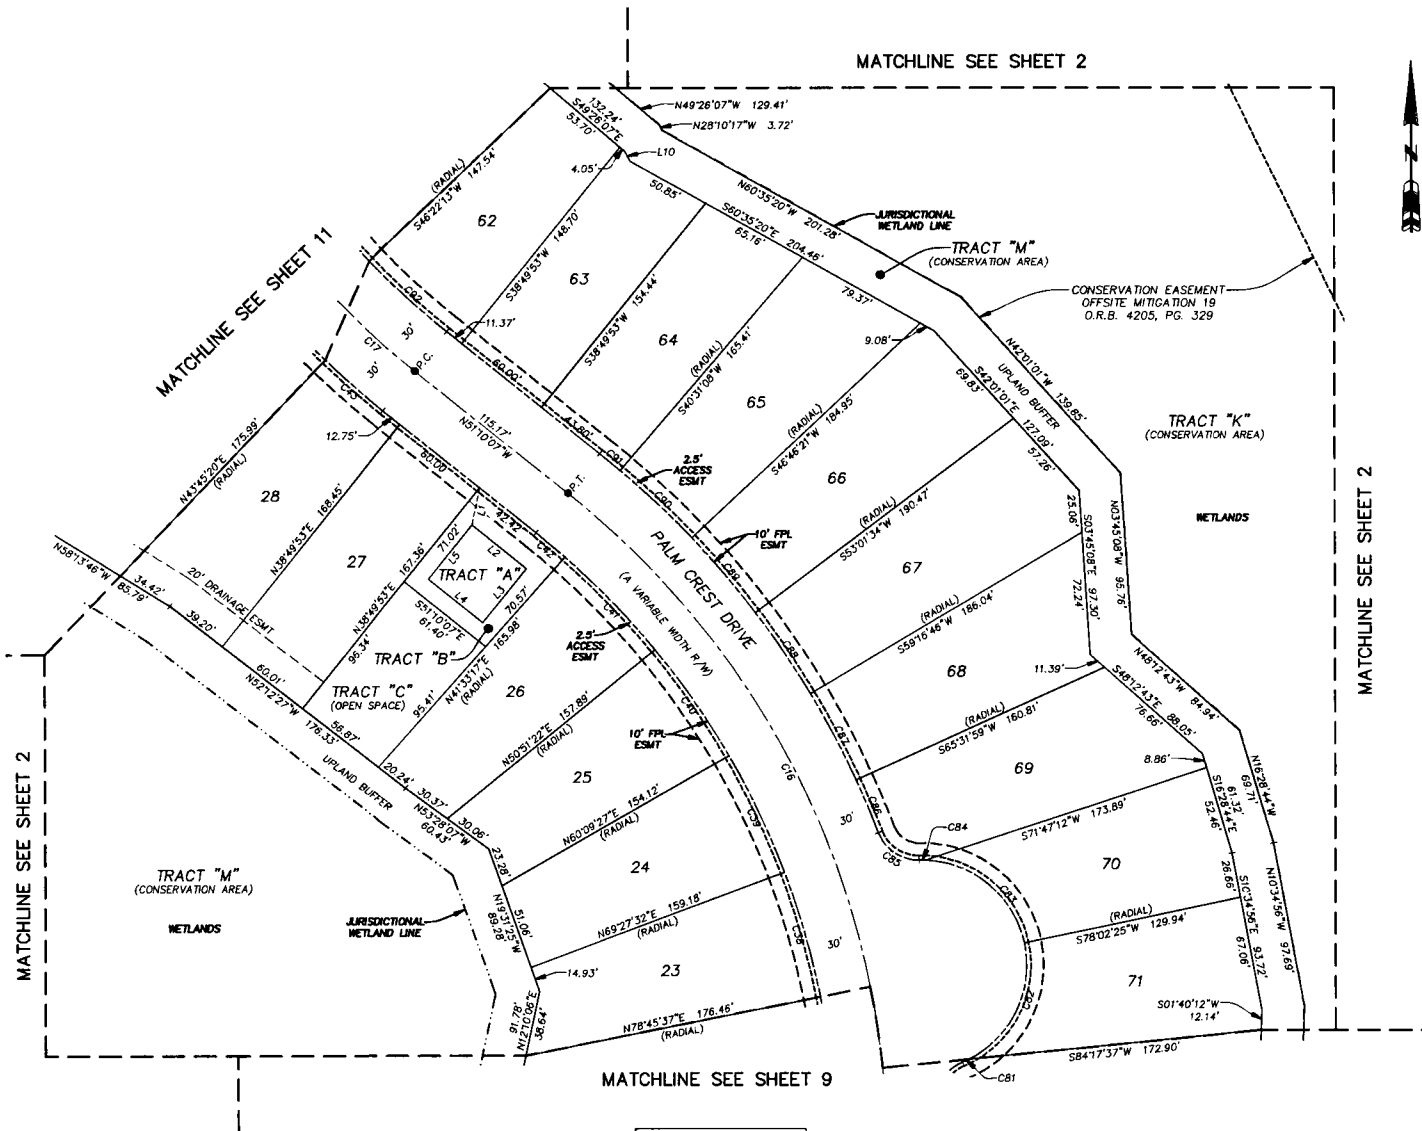 MATCHLINE SEE SHEET 2
N49°26'07"W 129.41'
N28°10'17"W 3.72'
132.24'
S49°26'07"E
53.70'
L10
4.05'
50.85'
N60°35'20"W 201.28'
S60°35'20"E 204.46'
65.16'
79.37'
JURISDICTIONAL
WETLAND LINE
TRACT "M"
(CONSERVATION AREA)
CONSERVATION EASEMENT
OFFSITE MITIGATION 19
O.R.B. 4205, PG. 329
N
(RADIAL)
S46°22'13"W 147.54'
62
S38°49'53"W 148.70'
63
S38°49'53"W 154.44'
64
(RADIAL)
S40°31'08"W 165.41'
65
9.08'
69.83'
S42°01'01"E 127.09'
57.26'
N42°01'01"W 139.85'
UPLAND BUFFER
TRACT "K"
(CONSERVATION AREA)
WETLANDS
MATCHLINE SEE SHEET 2
MATCHLINE SEE SHEET 11
C92
30'
C17
30'
P.C.
11.37'
60.00'
43.80'
C91
115.17'
N51°10'07"W
P.T.
2.5'
ACCESS
ESMT
C90
10' FPL
ESMT
C89
(RADIAL)
S46°46'21"W 184.95'
66
(RADIAL)
S53°01'34"W 190.47'
67
25.06'
S03°45'08"E 97.30'
72.24'
N03°45'08"W 95.76'
(RADIAL)
S59°16'48"W 186.04'
68
11.39'
N48°12'43"W 84.94'
S48°12'43"E 88.05'
76.66'
C43
12.75'
N43°45'20"E 175.99'
(RADIAL)
28
N38°49'53"E 168.45'
60.00'
27
N38°49'53"E 167.36'
96.34'
71.02'
L1
L2
L5
TRACT "A"
L4
L3
42.42'
C42
70.57'
S51°10'07"E
61.40'
TRACT "B"
TRACT "C"
(OPEN SPACE)
95.41'
N41°33'17"E 165.98'
(RADIAL)
26
C41
2.5'
ACCESS
ESMT
PALM CREST DRIVE
(A VARIABLE WIDTH R/W)
N58°13'46"W 85.79'
34.42'
20' DRAINAGE ESMT
39.20'
60.01'
N52°12'27"W 176.33'
56.87'
20.24'
UPLAND BUFFER
30.37'
N53°28'07"W
60.43'
30.06'
N50°51'22"E 157.89'
(RADIAL)
25
C40
10' FPL
ESMT
C88
C87
C16
(RADIAL)
S65°31'59"W 160.81'
69
8.86'
61.32'
S16°28'44"E
52.46'
N16°28'44"W
69.71'
C86
30'
C85
C84
S71°47'12"W 173.89'
70
C83
26.66'
S10°34'56"E 93.72'
67.06'
N10°34'56"W 97.69'
(RADIAL)
S78°02'25"W 129.94'
71
C82
S01°40'12"W
12.14'
S84°17'37"W 172.90'
C81
N60°09'27"E 154.12'
(RADIAL)
24
C39
23.28'
N19°31'25"W
89.28'
51.06'
N69°27'32"E 159.18'
(RADIAL)
C38
30'
14.93'
23
91.78'
N12°10'06"E
38.64'
N78°45'37"E 176.46'
(RADIAL)
TRACT "M"
(CONSERVATION AREA)
WETLANDS
JURISDICTIONAL
WETLAND LINE
MATCHLINE SEE SHEET 2
MATCHLINE SEE SHEET 9